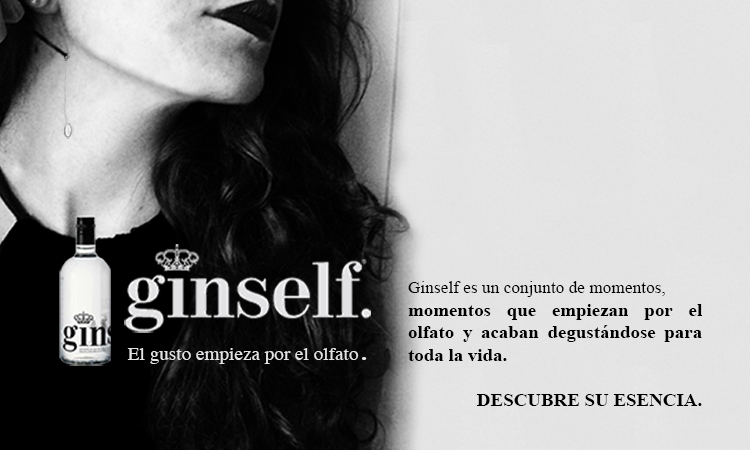 ginself.
gins
El gusto empieza por el olfato.
Ginself es un conjunto de momentos,
momentos que empiezan por el
olfato y acaban degustándose para
toda la vida.
DESCUBRE SU ESENCIA.